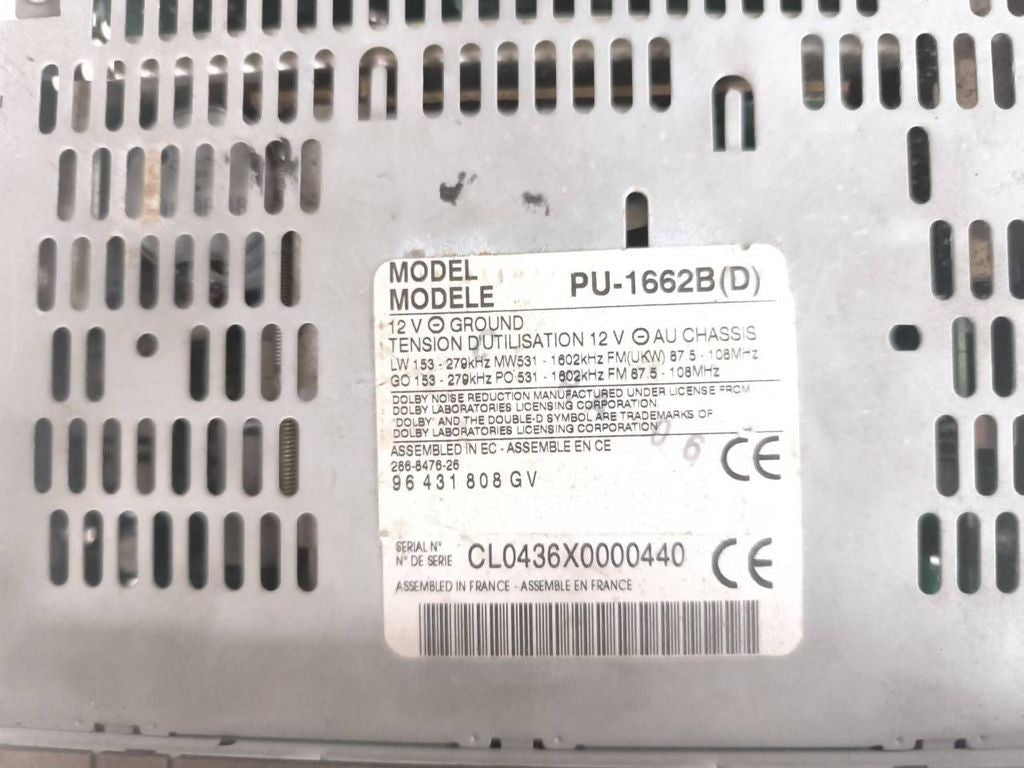 MODEL
MODELE PU-1662B(D)
12 V ⊖ GROUND
TENSION D'UTILISATION 12 V ⊖ AU CHASSIS
LW 153 - 279kHz MW531 - 1602kHz FM(UKW) 87.5 - 108MHz
GO 153 - 279kHz PO 531 - 1602kHz FM 87.5 - 108MHz
DOLBY NOISE REDUCTION MANUFACTURED UNDER LICENSE FROM
DOLBY LABORATORIES LICENSING CORPORATION
'DOLBY' AND THE DOUBLE-D SYMBOL ARE TRADEMARKS OF
DOLBY LABORATORIES LICENSING CORPORATION
06
ASSEMBLED IN EC - ASSEMBLE EN CE
286-8476-26
96 431 808 GV
CE
SERIAL N°
N° DE SERIE CL0436X0000440
CE
ASSEMBLED IN FRANCE - ASSEMBLE EN FRANCE